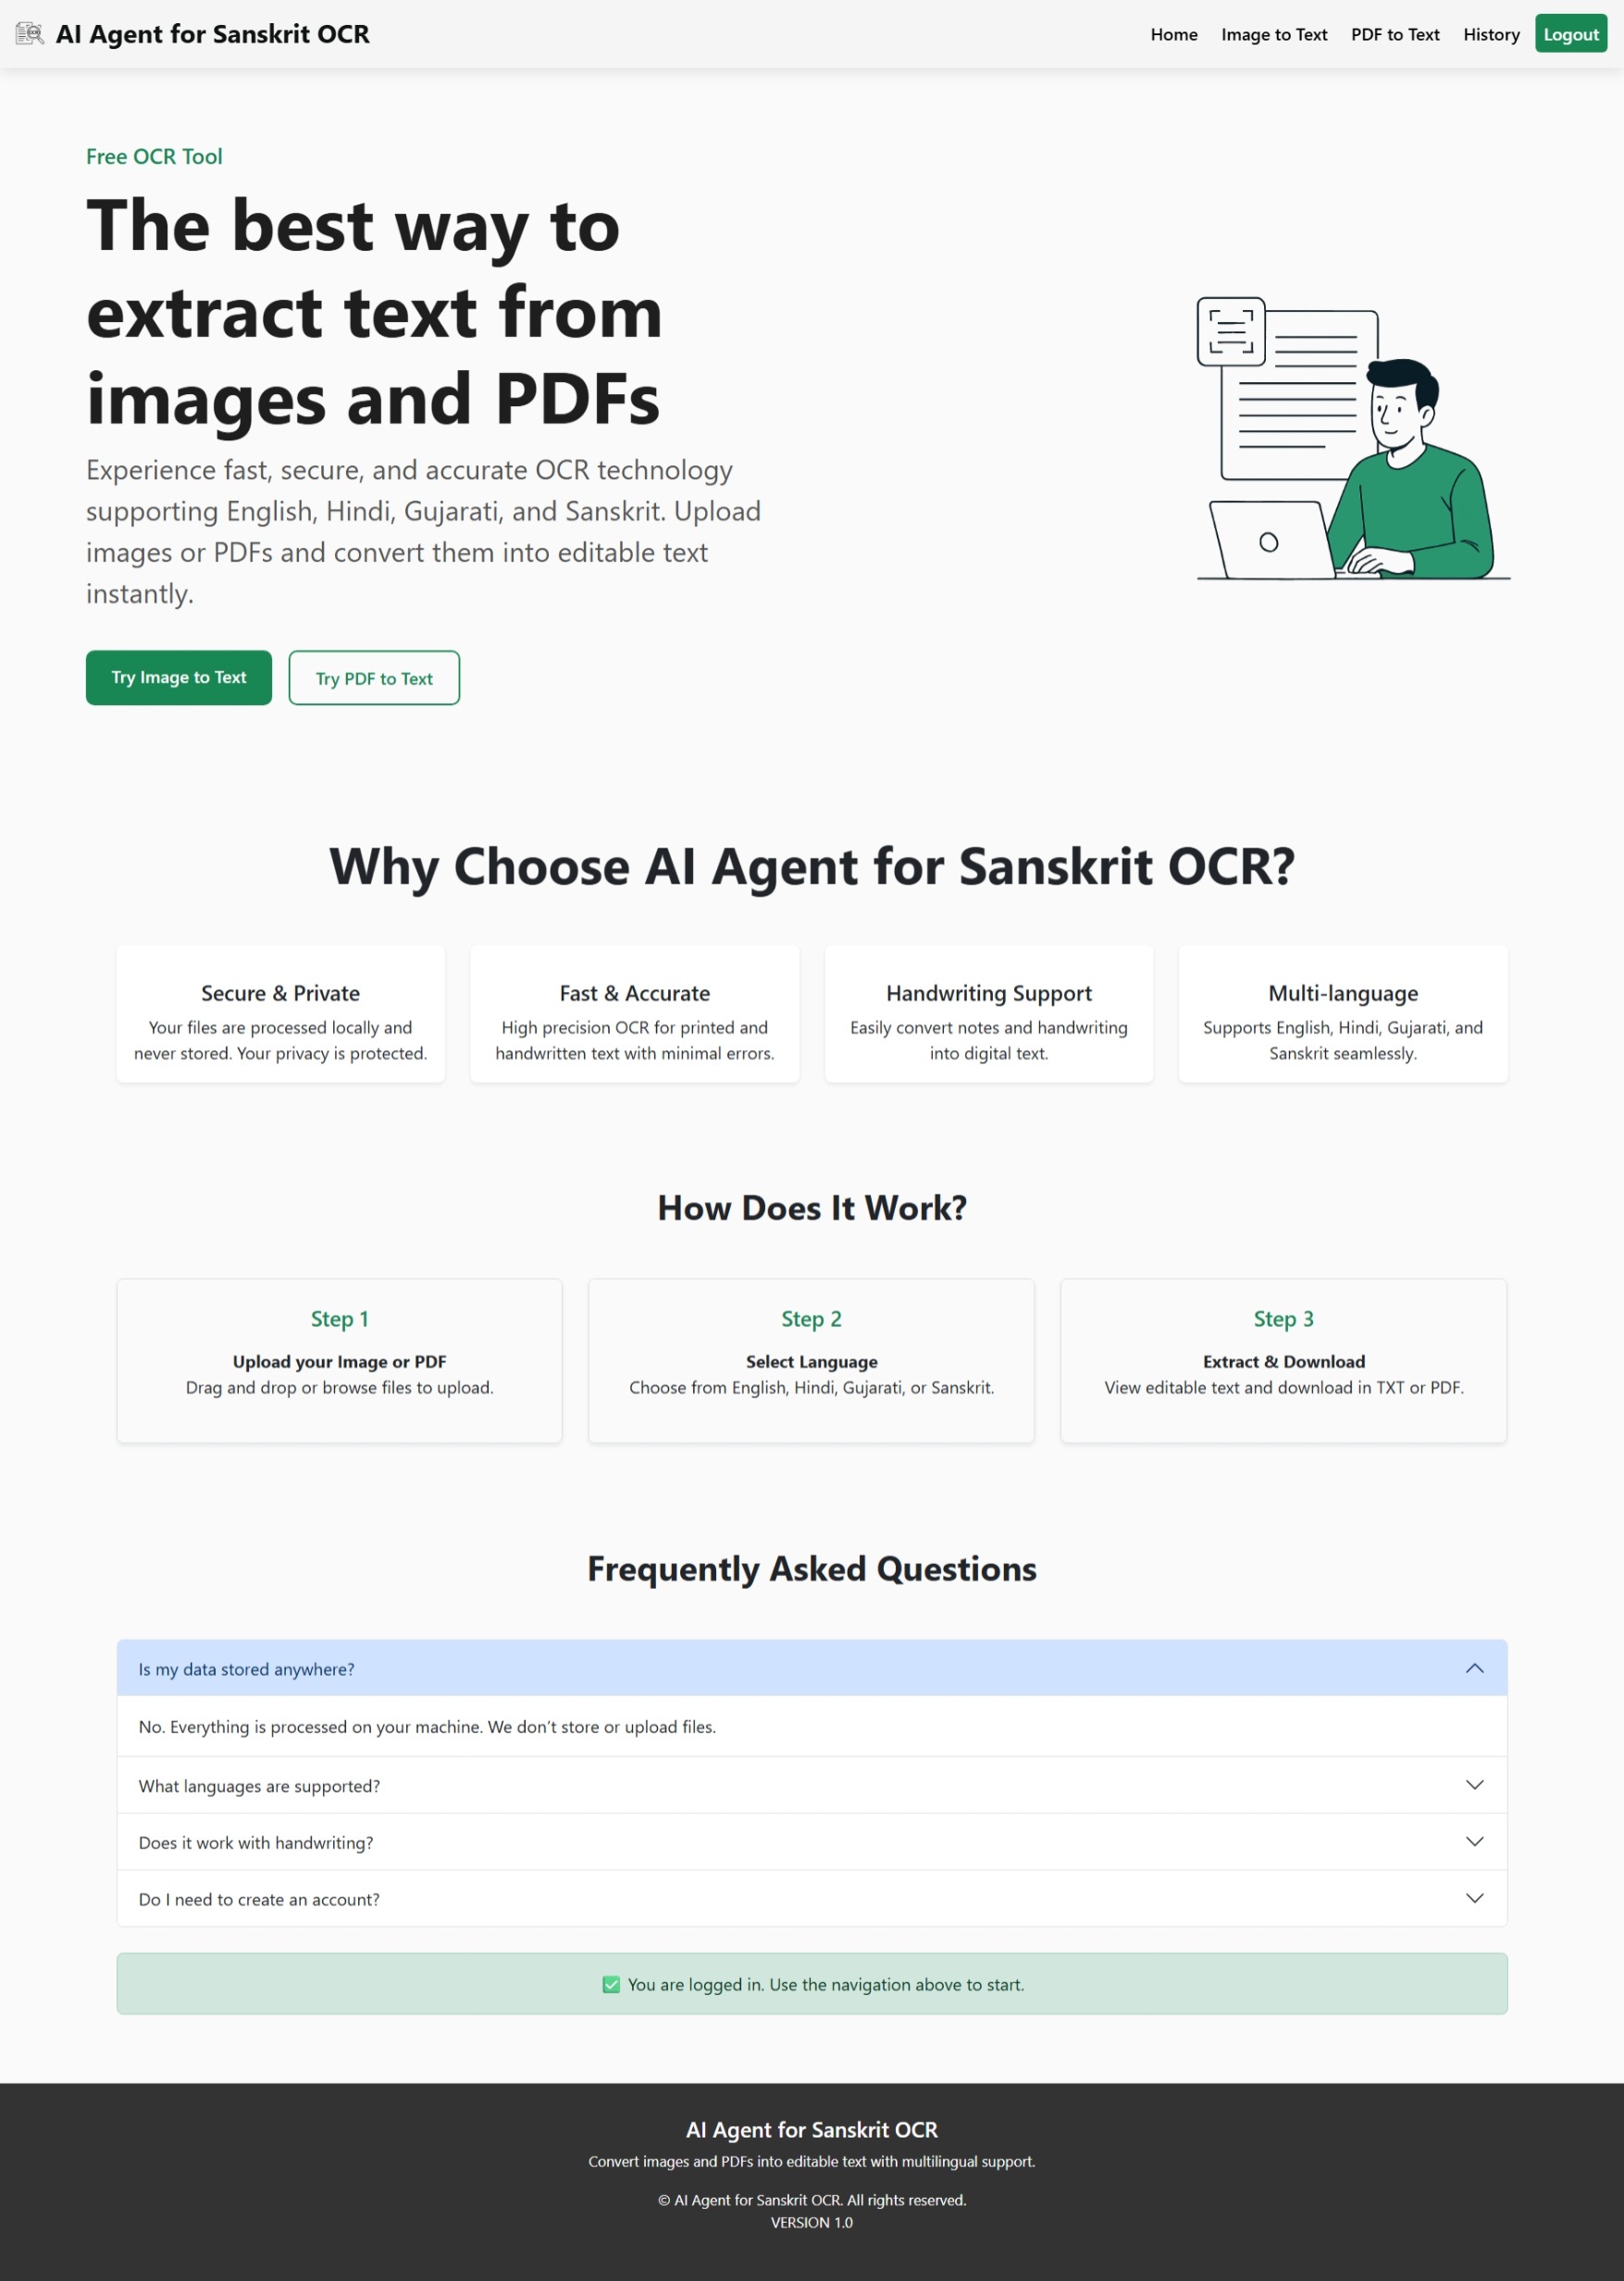 AI Agent for Sanskrit OCR
Home Image to Text PDF to Text History Logout
Free OCR Tool
The best way to
extract text from
images and PDFs
Experience fast, secure, and accurate OCR technology
supporting English, Hindi, Gujarati, and Sanskrit. Upload
images or PDFs and convert them into editable text
instantly.
Try Image to Text
Try PDF to Text
Why Choose AI Agent for Sanskrit OCR?
Secure & Private
Your files are processed locally and
never stored. Your privacy is protected.
Fast & Accurate
High precision OCR for printed and
handwritten text with minimal errors.
Handwriting Support
Easily convert notes and handwriting
into digital text.
Multi-language
Supports English, Hindi, Gujarati, and
Sanskrit seamlessly.
How Does It Work?
Step 1
Upload your Image or PDF
Drag and drop or browse files to upload.
Step 2
Select Language
Choose from English, Hindi, Gujarati, or Sanskrit.
Step 3
Extract & Download
View editable text and download in TXT or PDF.
Frequently Asked Questions
Is my data stored anywhere?
No. Everything is processed on your machine. We don’t store or upload files.
What languages are supported?
Does it work with handwriting?
Do I need to create an account?
✅ You are logged in. Use the navigation above to start.
AI Agent for Sanskrit OCR
Convert images and PDFs into editable text with multilingual support.
© AI Agent for Sanskrit OCR. All rights reserved.
VERSION 1.0